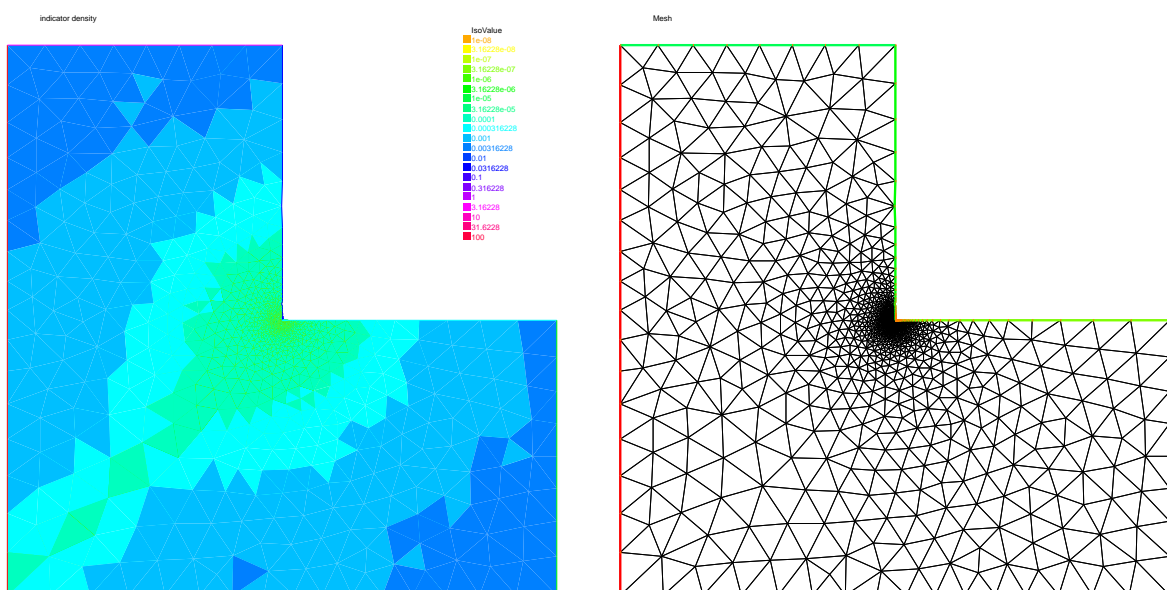 indicator density
IsoValue
1e-08
3.16228e-08
1e-07
3.16228e-07
1e-06
3.16228e-06
1e-05
3.16228e-05
0.0001
0.000316228
0.001
0.00316228
0.01
0.0316228
0.1
0.316228
1
3.16228
10
31.6228
100
Mesh